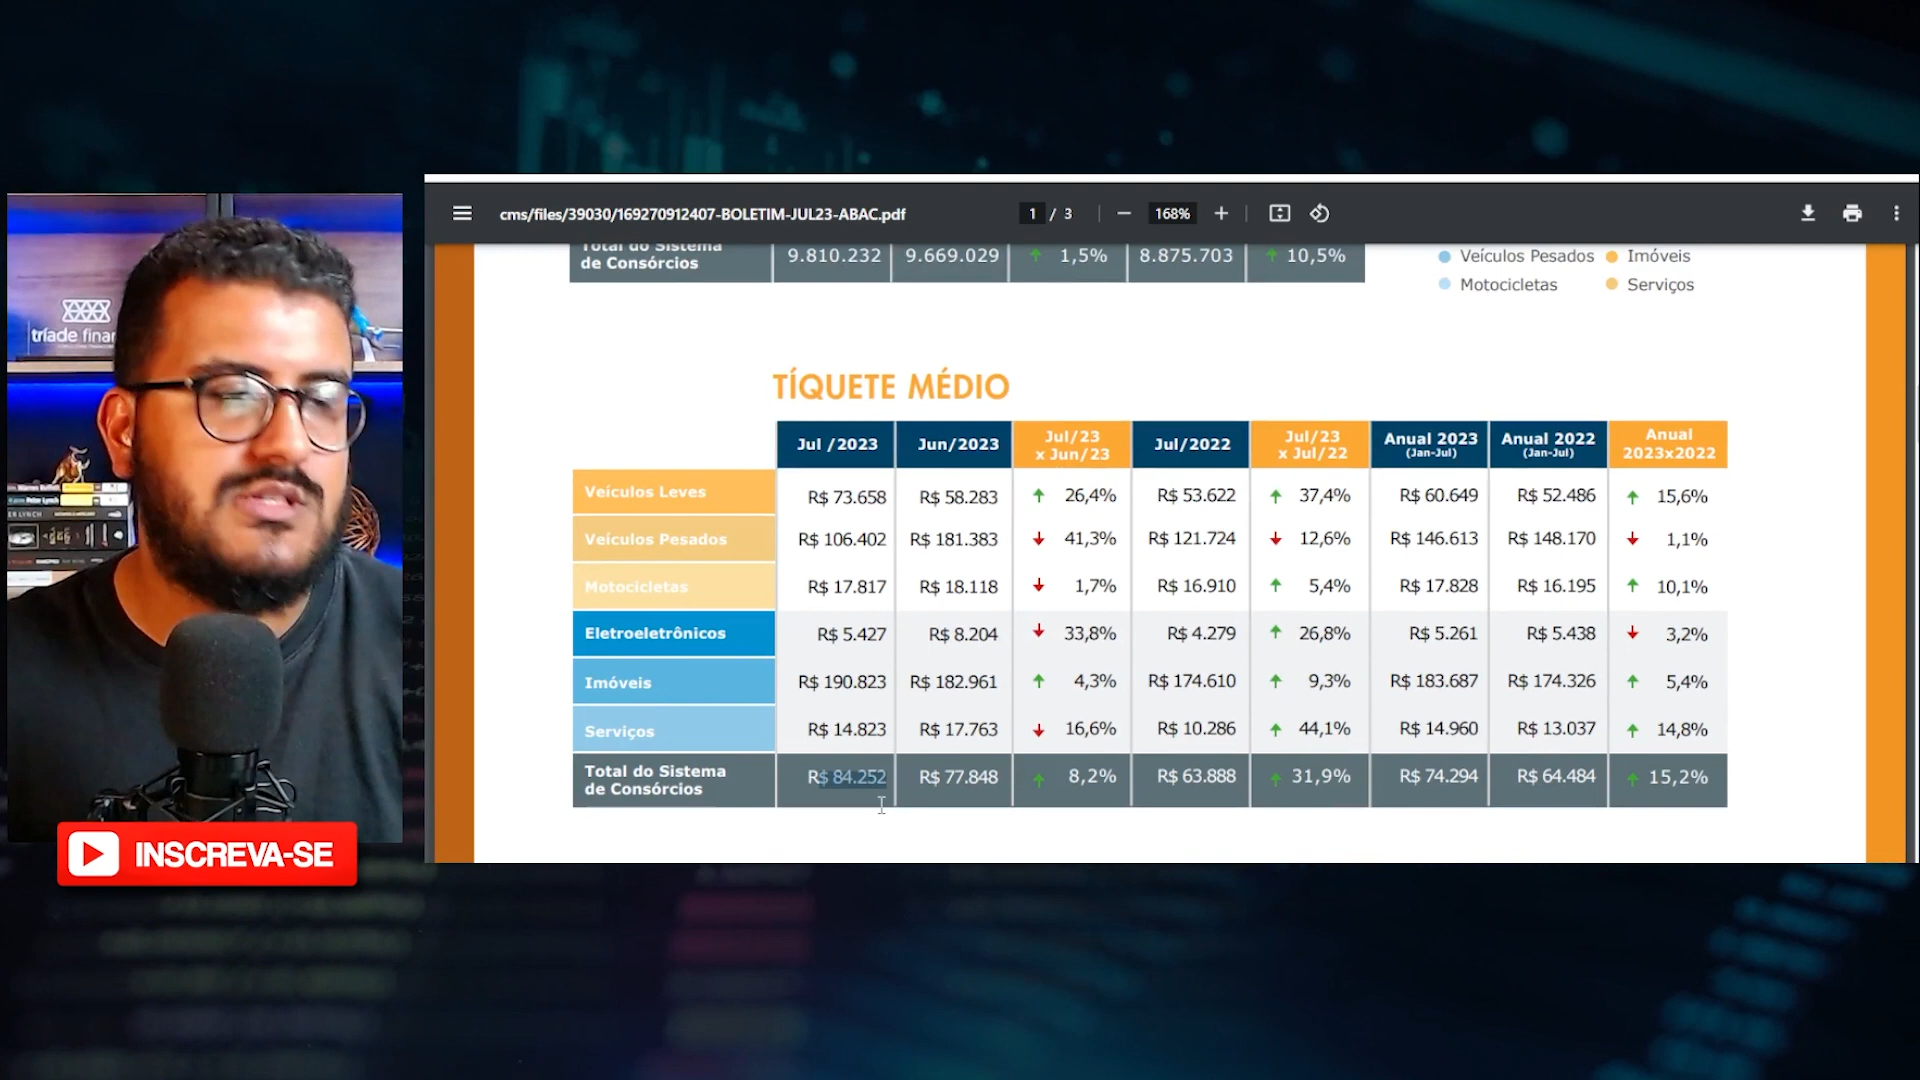 cms/files/39030/169270912407-BOLETIM-JUL23-ABAC.pdf
1 / 3
168%
Total do Sistema
de Consórcios 9.810.232 9.669.029 1,5% 8.875.703 10,5%
Veículos Pesados Imóveis
Motocicletas Serviços
tríade finan
TÍQUETE MÉDIO
Jul /2023 Jun/2023 Jul/23 x Jun/23 Jul/2022 Jul/23 x Jul/22 Anual 2023 (Jan-Jul) Anual 2022 (Jan-Jul) Anual 2023x2022
Veículos Leves R$ 73.658 R$ 58.283 26,4% R$ 53.622 37,4% R$ 60.649 R$ 52.486 15,6%
Veículos Pesados R$ 106.402 R$ 181.383 41,3% R$ 121.724 12,6% R$ 146.613 R$ 148.170 1,1%
Motocicletas R$ 17.817 R$ 18.118 1,7% R$ 16.910 5,4% R$ 17.828 R$ 16.195 10,1%
Eletroeletrônicos R$ 5.427 R$ 8.204 33,8% R$ 4.279 26,8% R$ 5.261 R$ 5.438 3,2%
Imóveis R$ 190.823 R$ 182.961 4,3% R$ 174.610 9,3% R$ 183.687 R$ 174.326 5,4%
Serviços R$ 14.823 R$ 17.763 16,6% R$ 10.286 44,1% R$ 14.960 R$ 13.037 14,8%
Total do Sistema
de Consórcios R$ 84.252 R$ 77.848 8,2% R$ 63.888 31,9% R$ 74.294 R$ 64.484 15,2%
INSCREVA-SE